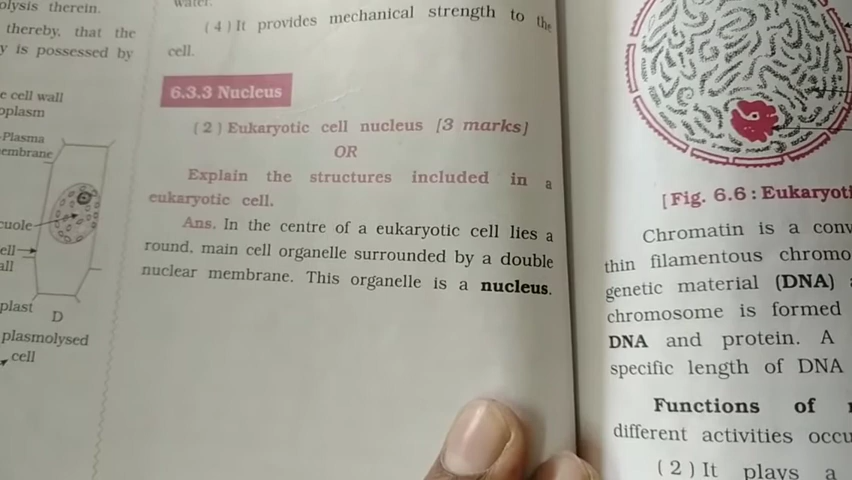 olysis therein.
thereby, that the
y is possessed by
e cell wall
oplasm
Plasma
embrane
cuole
ell
all
plast D
plasmolysed
cell
water.
(4) It provides mechanical strength to the
cell.
6.3.3 Nucleus
(2) Eukaryotic cell nucleus [3 marks]
OR
Explain the structures included in a
eukaryotic cell.
Ans. In the centre of a eukaryotic cell lies a
round, main cell organelle surrounded by a double
nuclear membrane. This organelle is a nucleus.
[Fig. 6.6 : Eukaryoti
Chromatin is a conv
thin filamentous chromo
genetic material (DNA)
chromosome is formed
DNA and protein. A
specific length of DNA
Functions of
different activities occu
(2) It plays a